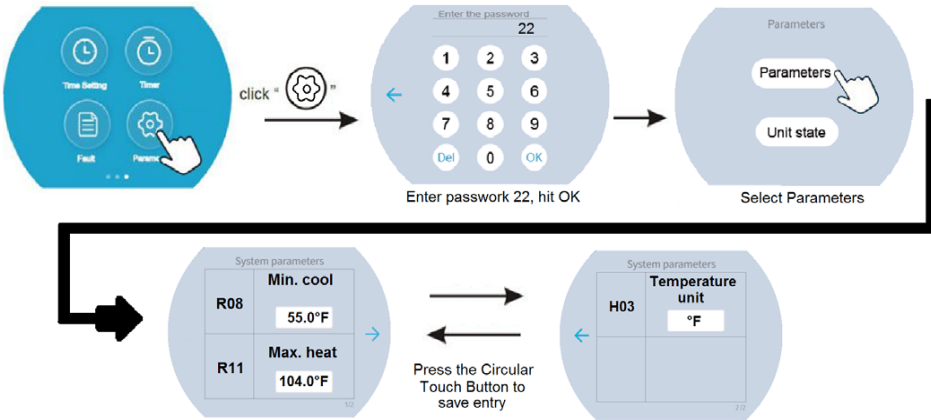 Time Setting
Timer
Fault
Parame
click " "
Enter the password
22
1 2 3
4 5 6
7 8 9
Del 0 OK
Enter passwork 22, hit OK
Parameters
Parameters
Unit state
Select Parameters
System parameters
R08
Min. cool
55.0°F
R11
Max. heat
104.0°F
1/2
Press the Circular
Touch Button to
save entry
System parameters
H03
Temperature
unit
°F
7/2